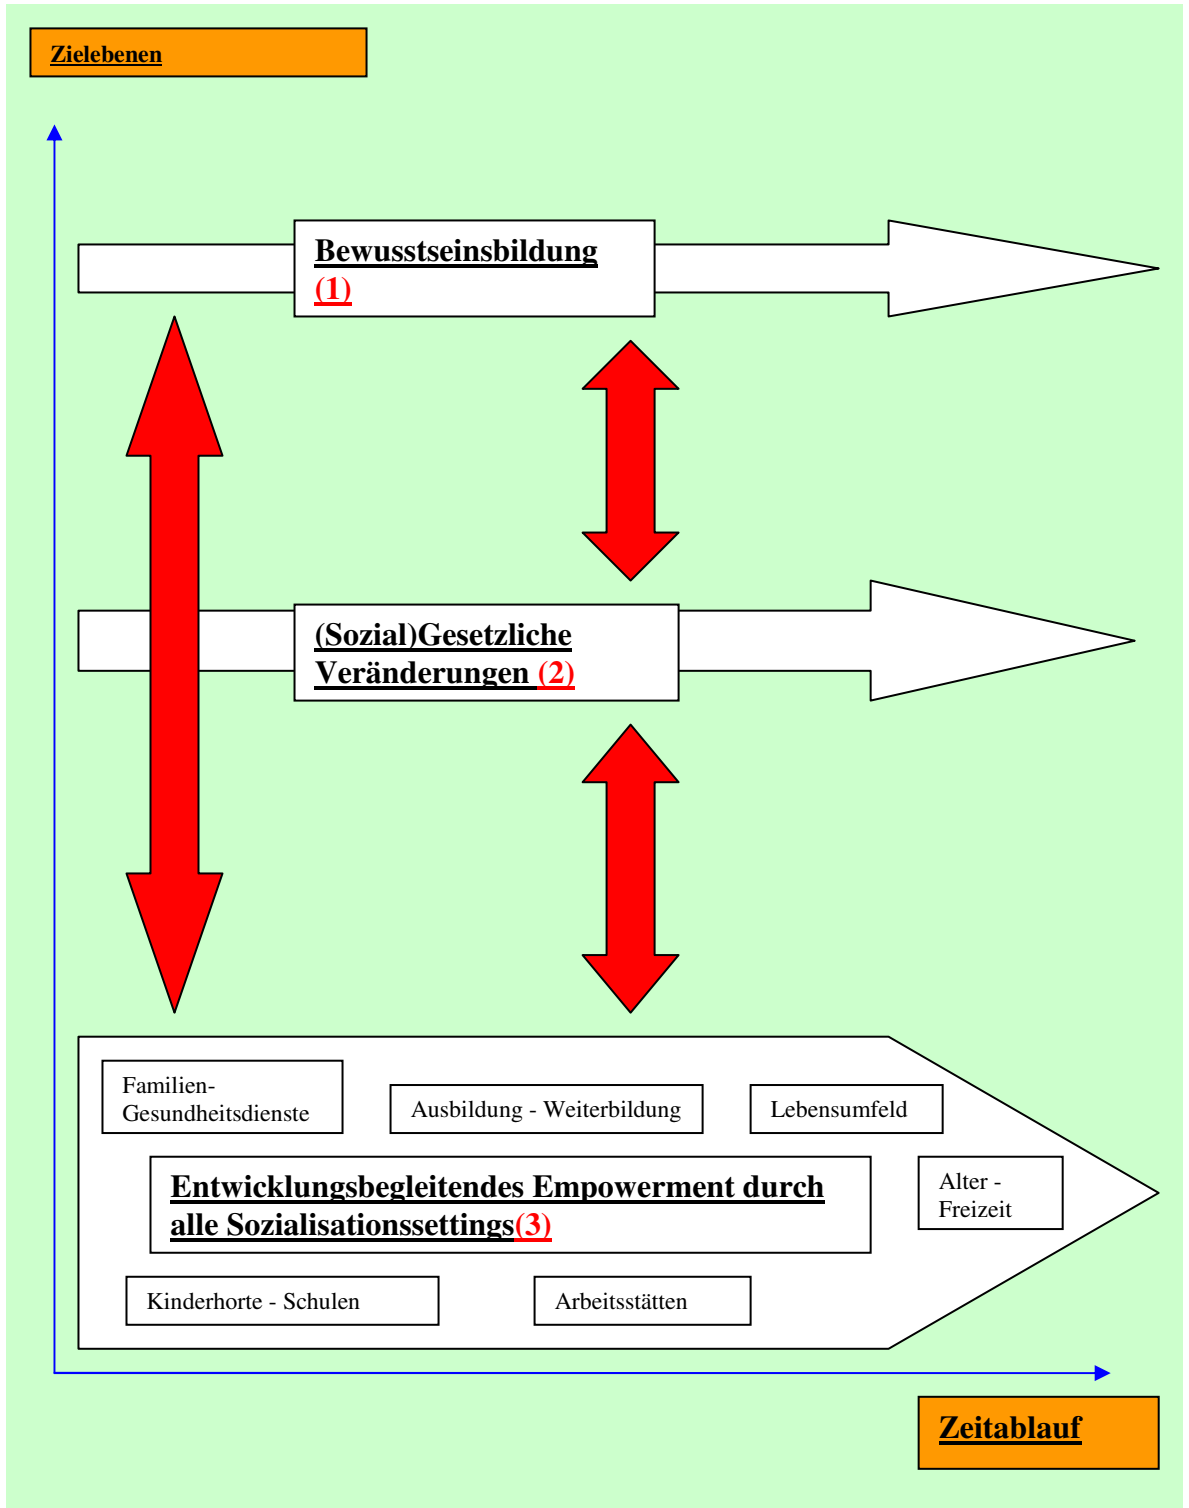 Zielebenen
Bewusstseinsbildung
(1)
(Sozial)Gesetzliche
Veränderungen (2)
Familien-
Gesundheitsdienste
Ausbildung - Weiterbildung
Lebensumfeld
Entwicklungsbegleitendes Empowerment durch
alle Sozialisationssettings(3)
Alter -
Freizeit
Kinderhorte - Schulen
Arbeitsstätten
Zeitablauf